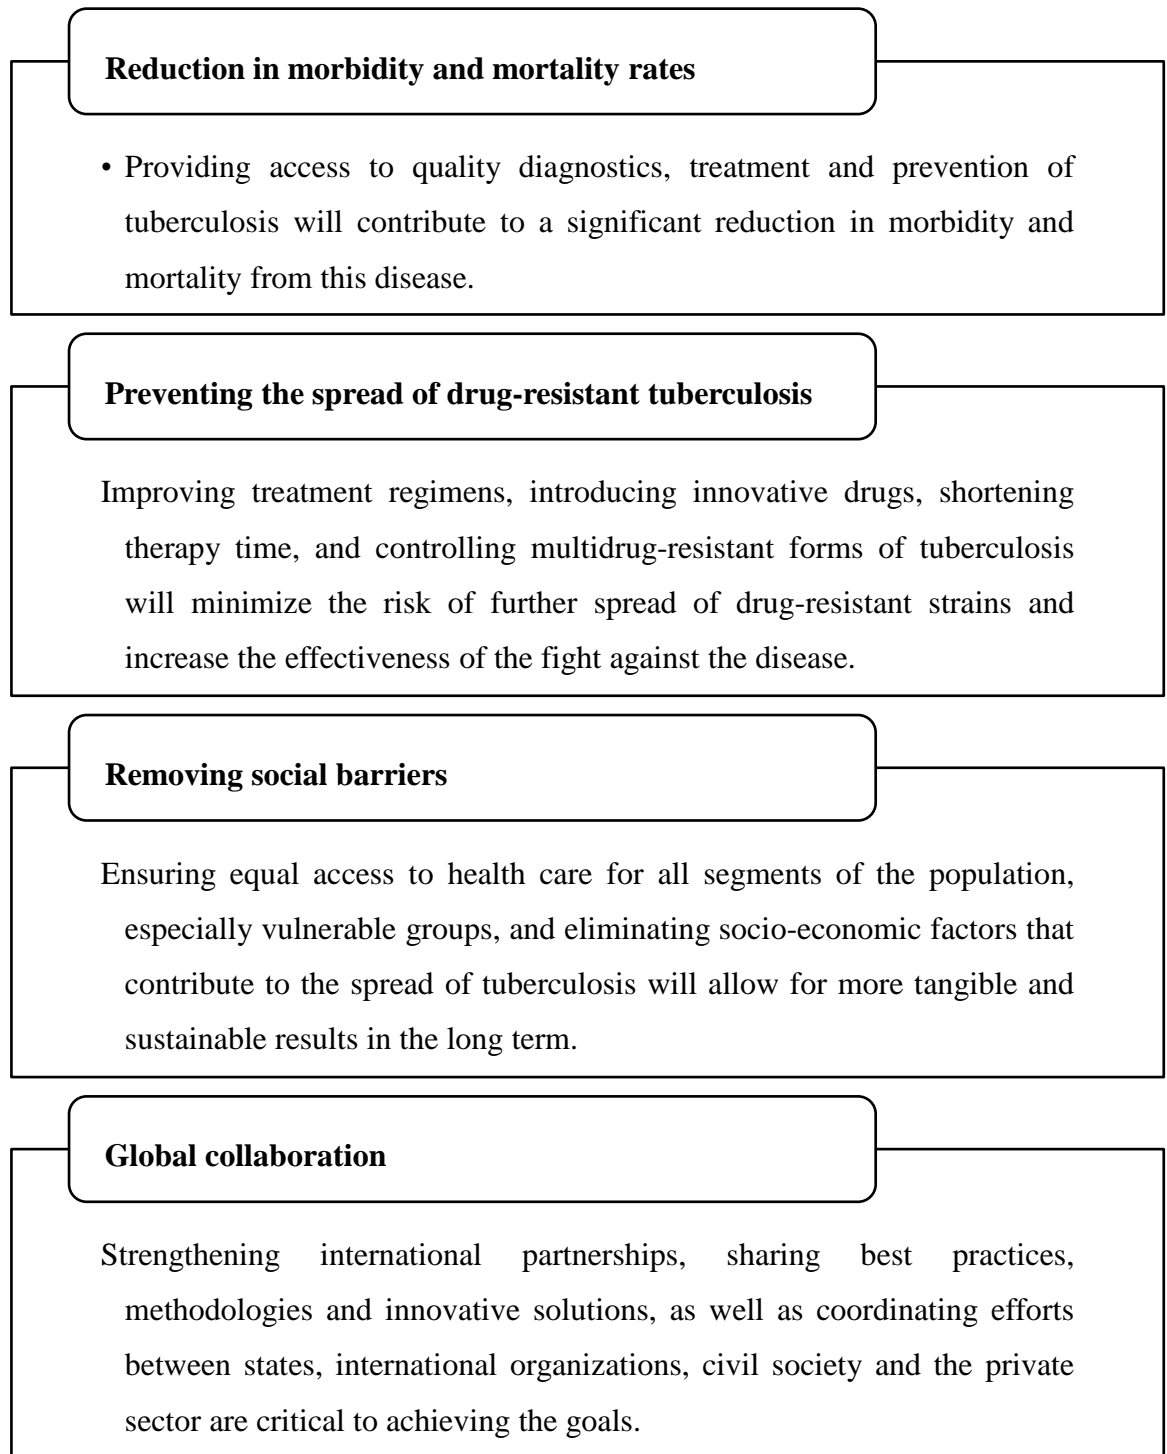 Reduction in morbidity and mortality rates
• Providing access to quality diagnostics, treatment and prevention of
tuberculosis will contribute to a significant reduction in morbidity and
mortality from this disease.
Preventing the spread of drug-resistant tuberculosis
Improving treatment regimens, introducing innovative drugs, shortening
therapy time, and controlling multidrug-resistant forms of tuberculosis
will minimize the risk of further spread of drug-resistant strains and
increase the effectiveness of the fight against the disease.
Removing social barriers
Ensuring equal access to health care for all segments of the population,
especially vulnerable groups, and eliminating socio-economic factors that
contribute to the spread of tuberculosis will allow for more tangible and
sustainable results in the long term.
Global collaboration
Strengthening international partnerships, sharing best practices,
methodologies and innovative solutions, as well as coordinating efforts
between states, international organizations, civil society and the private
sector are critical to achieving the goals.